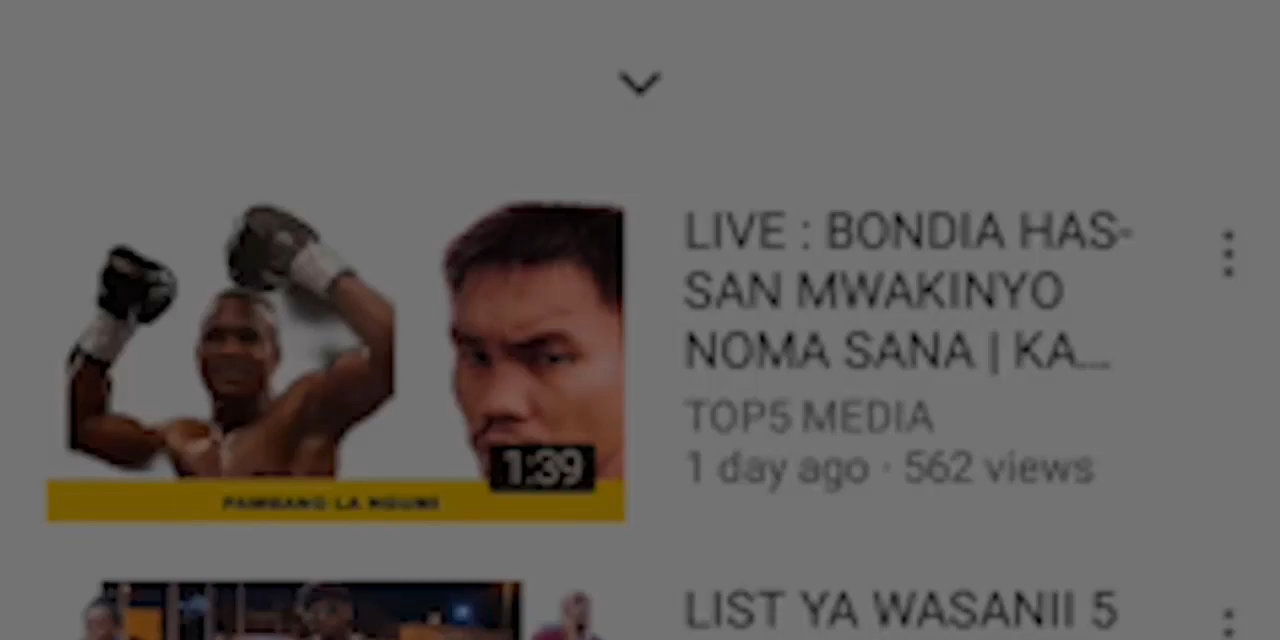 LIVE : BONDIA HAS-
SAN MWAKINYO
NOMA SANA | KA...
TOP5 MEDIA
1 day ago · 562 views
1:39
PAMBANO LA NGUMI
LIST YA WASANII 5